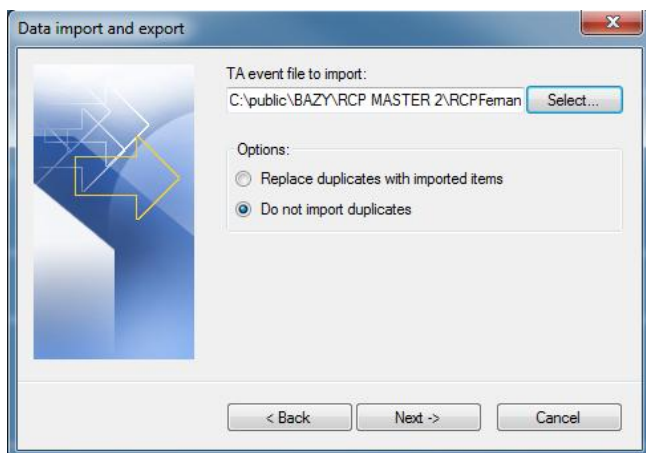 Data import and export
TA event file to import:
C:\public\BAZY\RCP MASTER 2\RCPFeman
Select...
Options:
Replace duplicates with imported items
Do not import duplicates
< Back
Next ->
Cancel